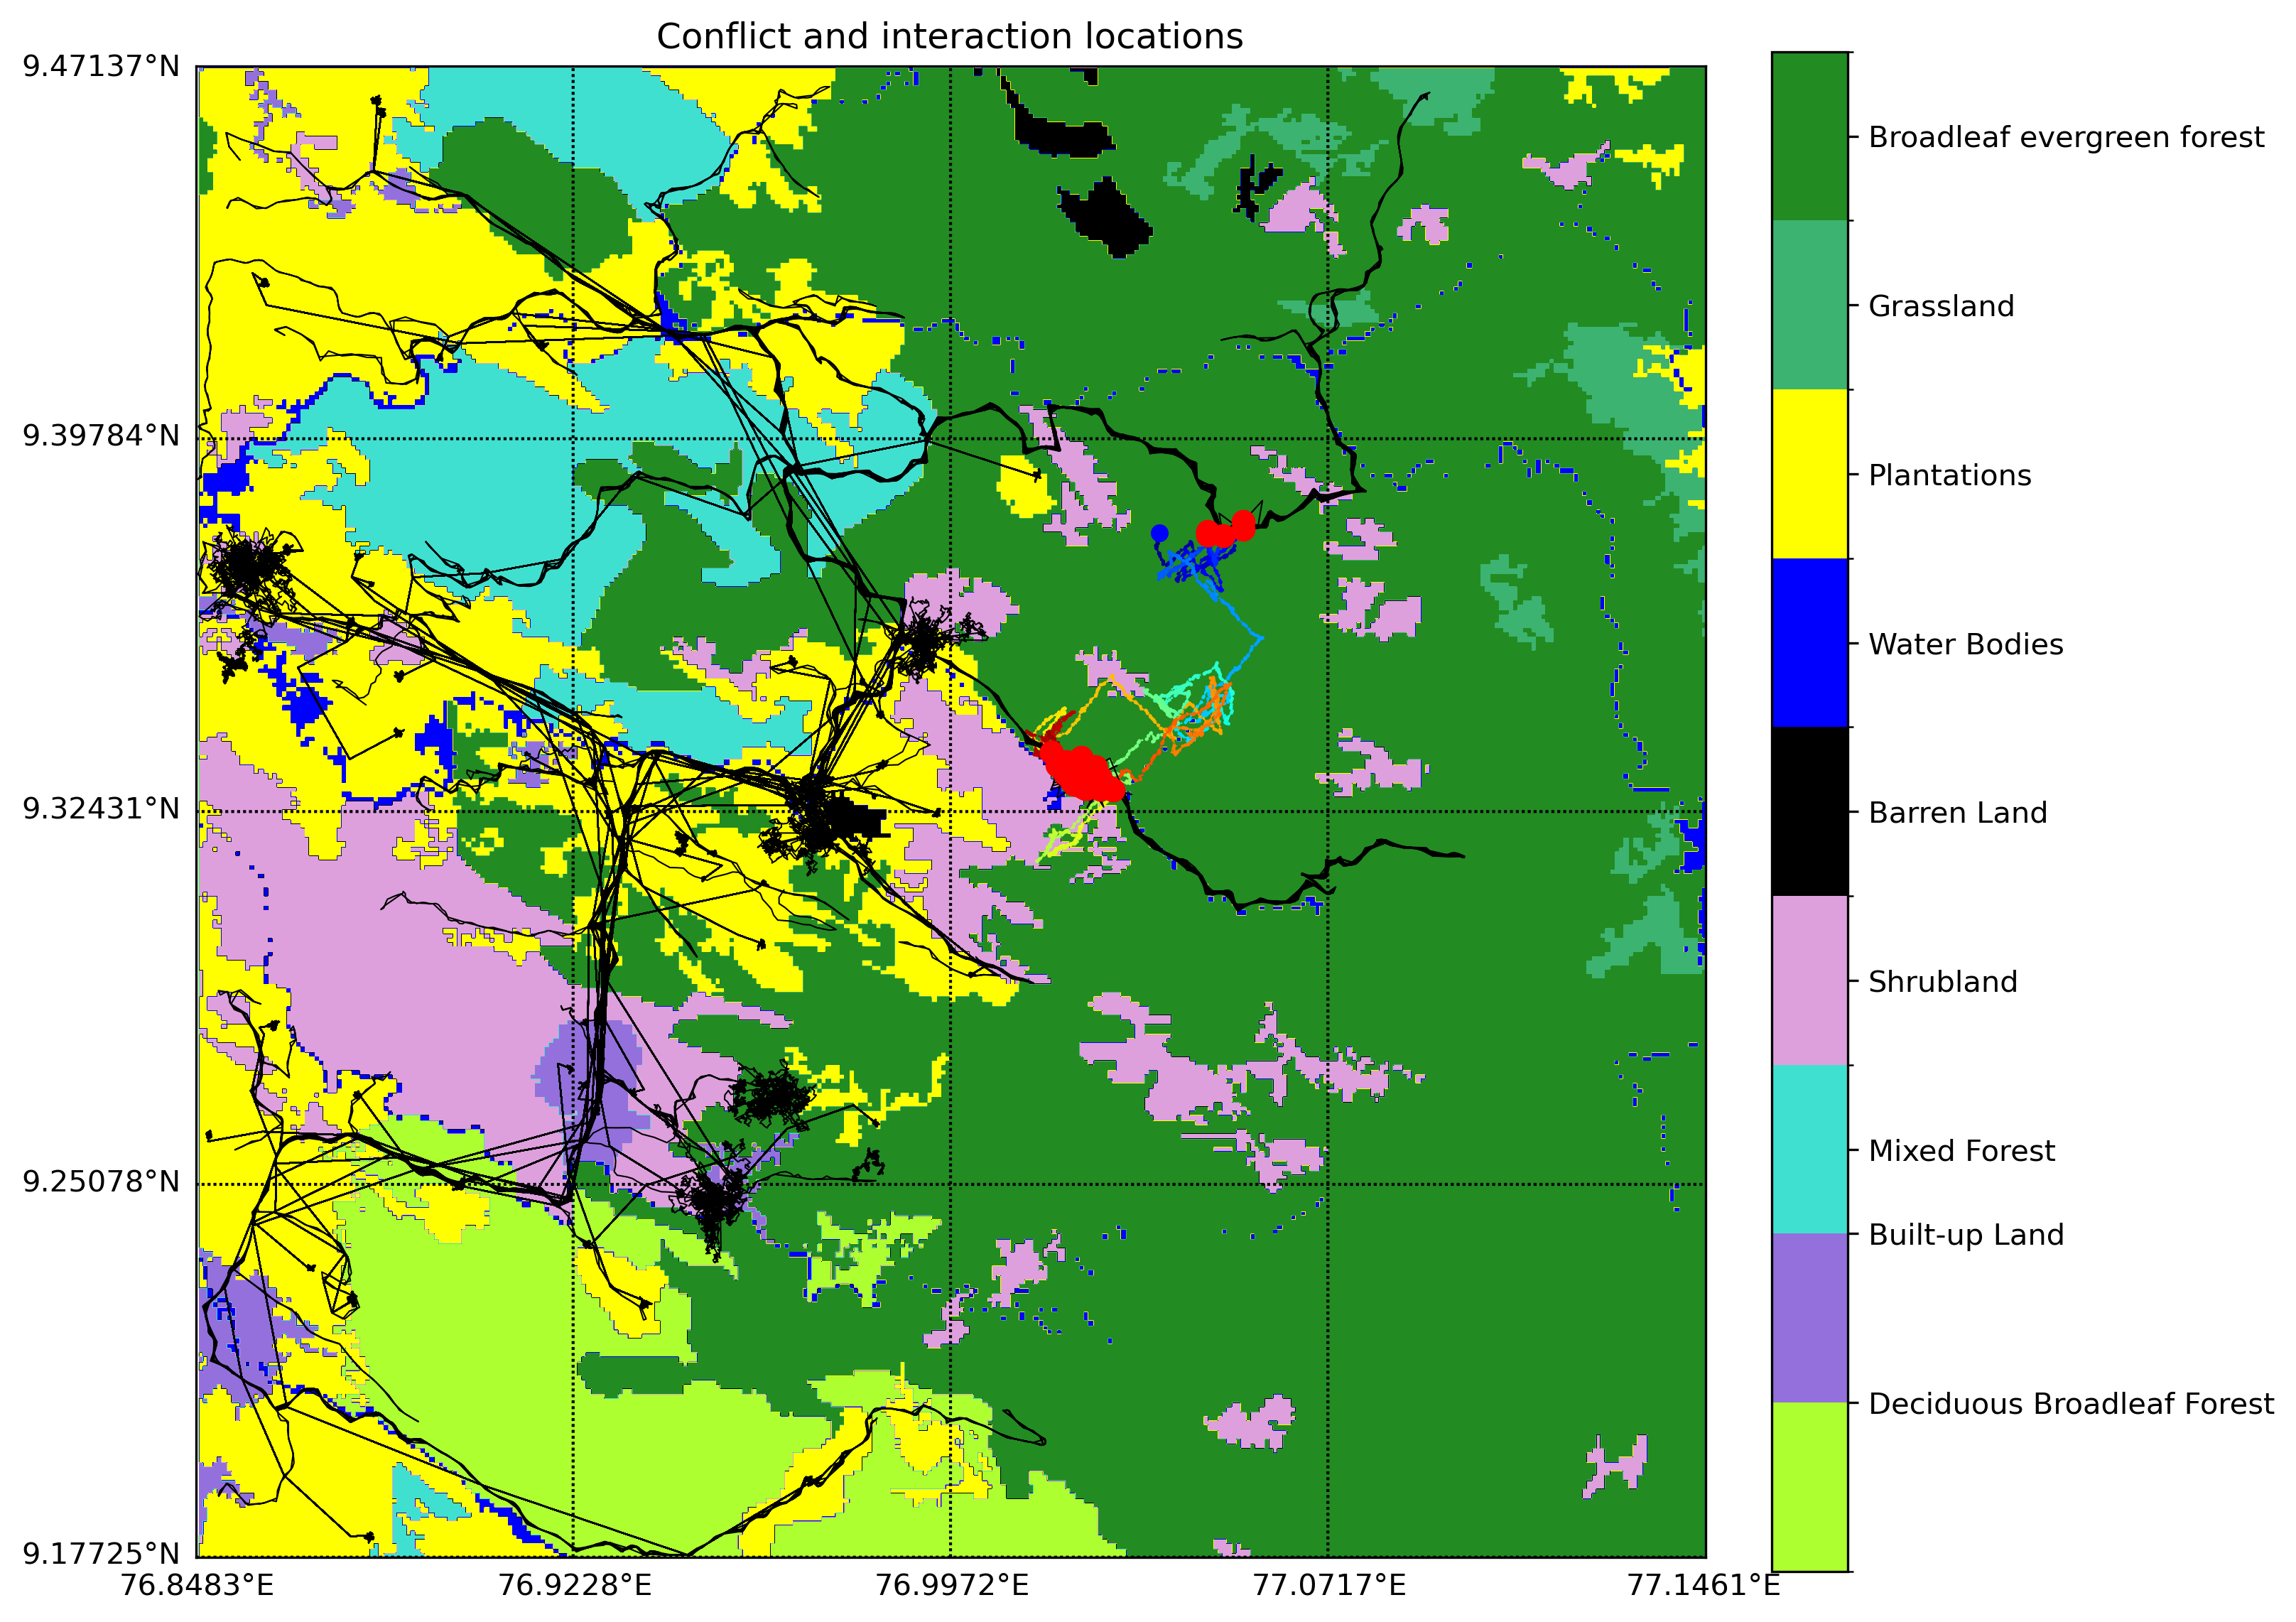 Conflict and interaction locations
9.47137°N
9.39784°N
9.32431°N
9.25078°N
9.17725°N
76.8483°E
76.9228°E
76.9972°E
77.0717°E
77.1461°E
Broadleaf evergreen forest
Grassland
Plantations
Water Bodies
Barren Land
Shrubland
Mixed Forest
Built-up Land
Deciduous Broadleaf Forest